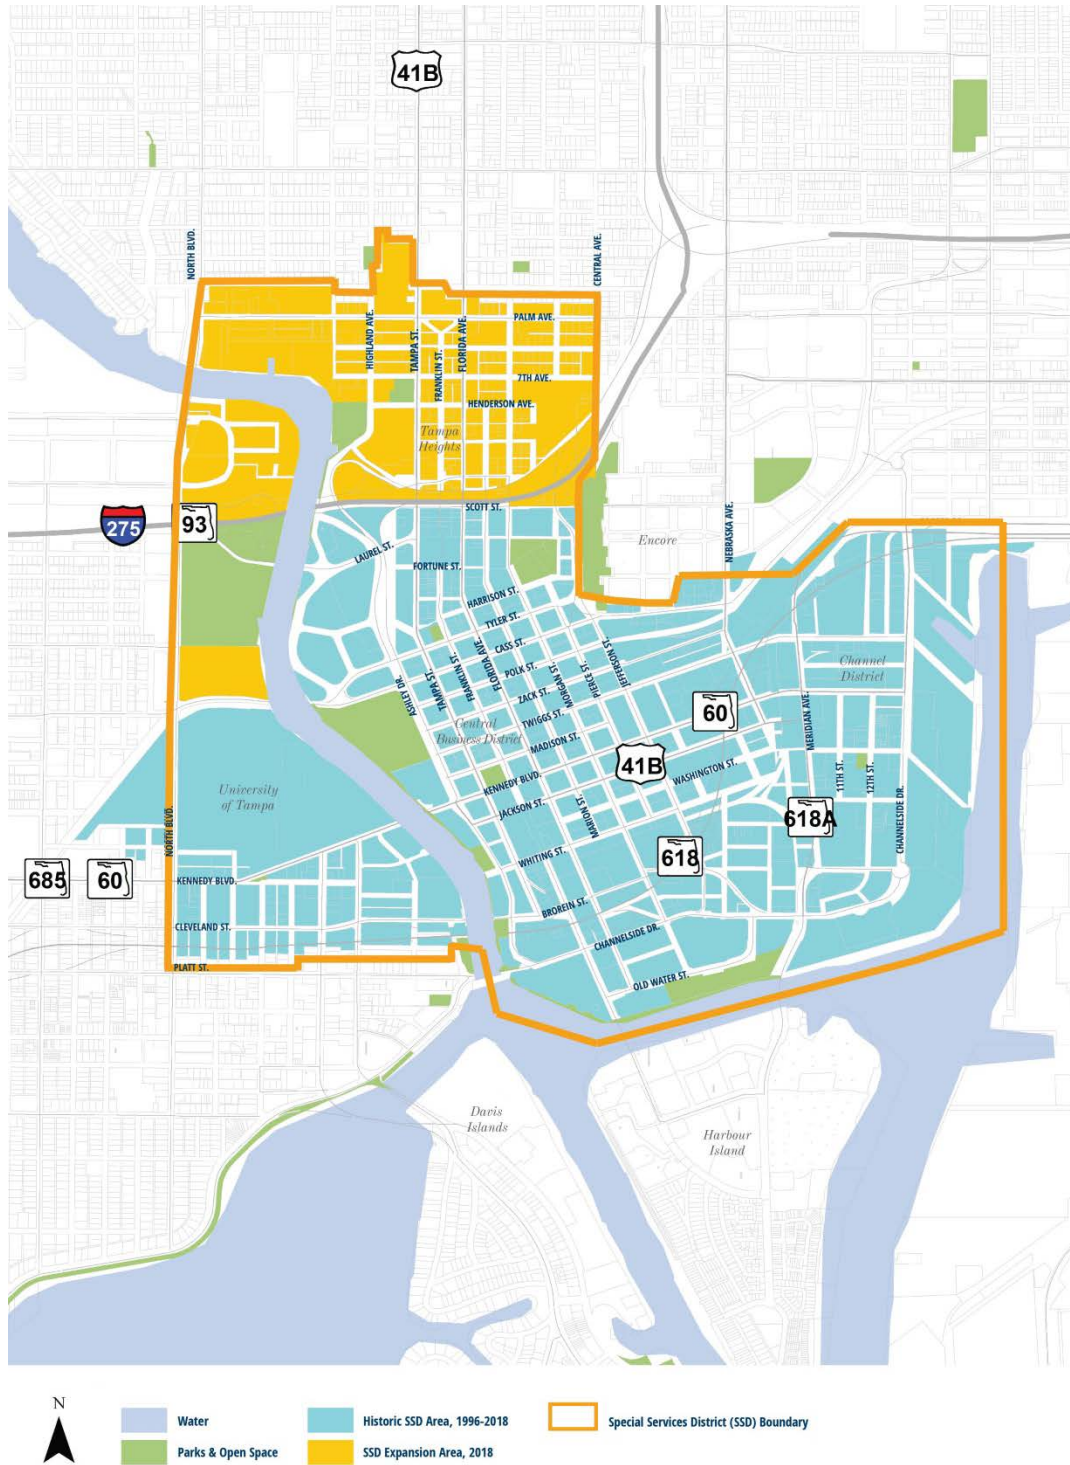 41B
NORTH BLVD.
CENTRAL AVE.
PALM AVE.
HIGHLAND AVE.
TAMPA ST.
FRANKLIN ST.
FLORIDA AVE.
7TH AVE.
HENDERSON AVE.
Tampa
Heights
SCOTT ST.
275
93
LAUREL ST.
FORTUNE ST.
Encore
NEBRASKA AVE.
HARRISON ST.
TYLER ST.
CASS ST.
POLK ST.
ZACK ST.
TWIGGS ST.
MADISON ST.
KENNEDY BLVD.
JACKSON ST.
ASHLEY DR.
TAMPA ST.
FRANKLIN ST.
FLORIDA AVE.
MORGAN ST.
PIERCE ST.
JEFFERSON ST.
Central
Business District
Channel
District
60
41B
MERIDIAN AVE.
WASHINGTON ST.
11TH ST.
12TH ST.
CHANNELSIDE DR.
University
of Tampa
NORTH BLVD.
MARION ST.
618A
618
WHITING ST.
685
60
KENNEDY BLVD.
BROREIN ST.
CLEVELAND ST.
CHANNELSIDE DR.
PLATT ST.
OLD WATER ST.
Davis
Islands
Harbour
Island
N
Water
Parks & Open Space
Historic SSD Area, 1996-2018
SSD Expansion Area, 2018
Special Services District (SSD) Boundary